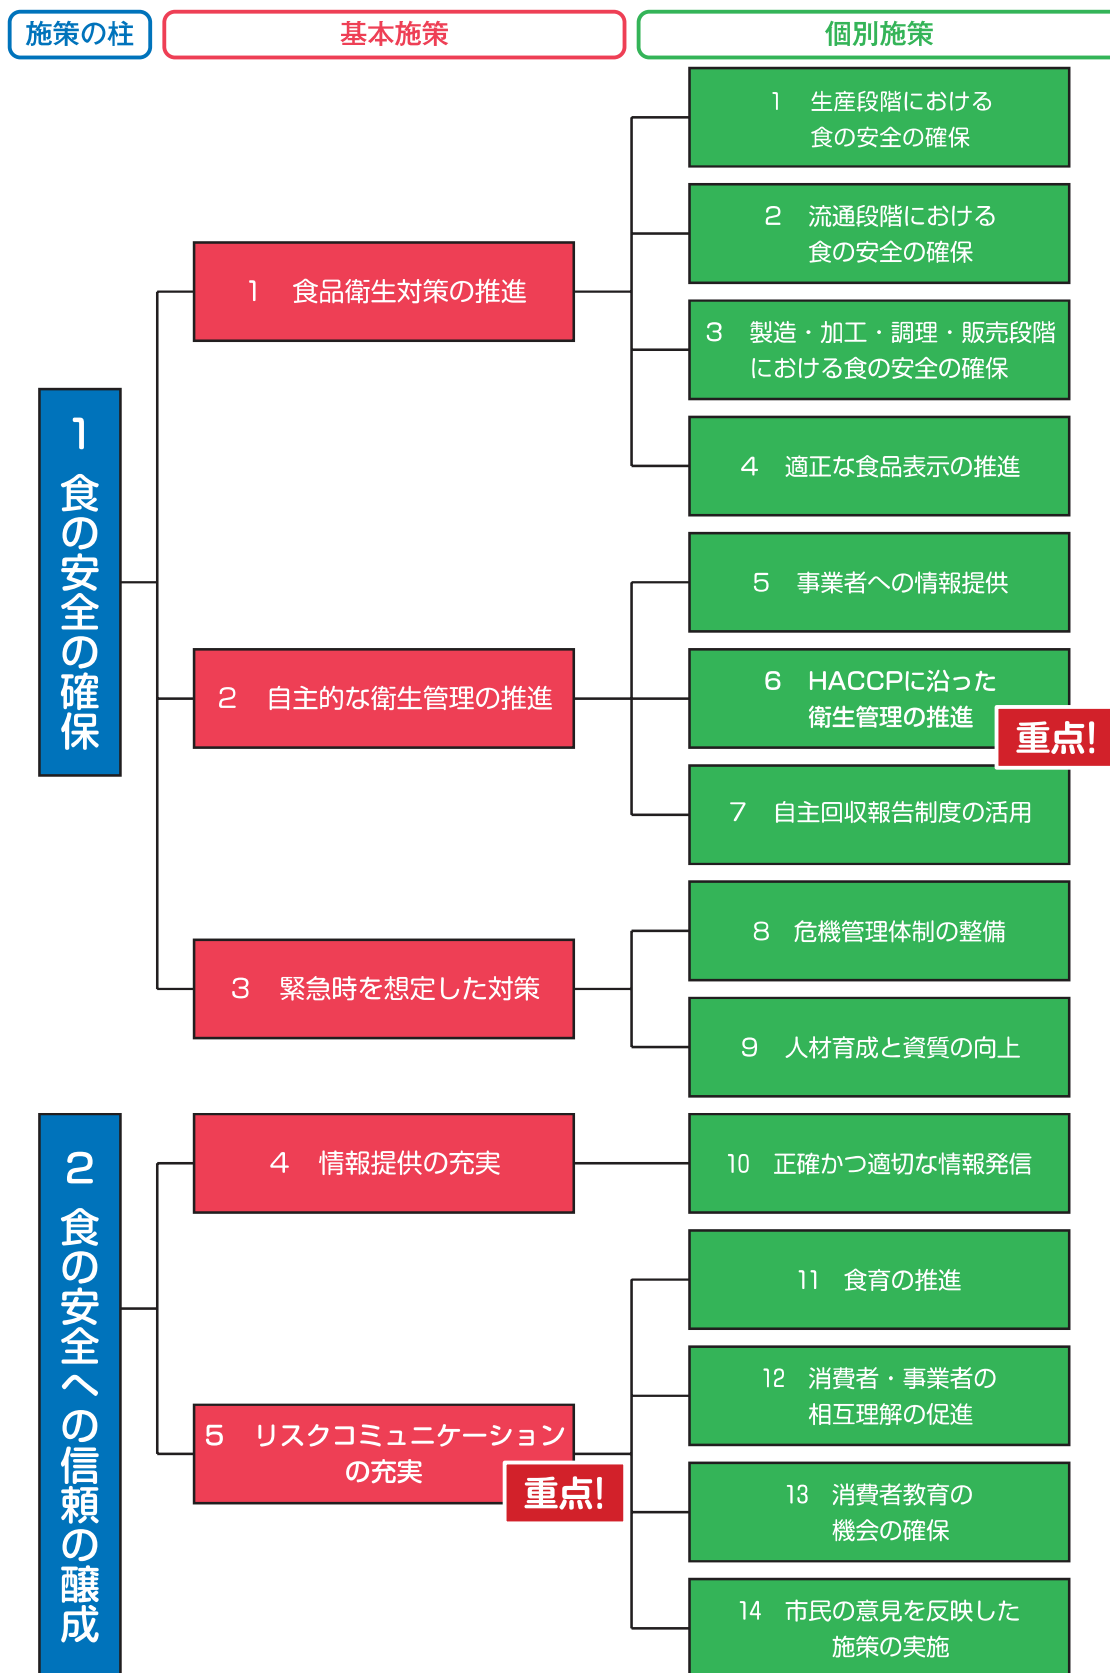 施策の柱
基本施策
個別施策
1 食の安全の確保
1 食品衛生対策の推進
1 生産段階における
食の安全の確保
2 流通段階における
食の安全の確保
3 製造・加工・調理・販売段階
における食の安全の確保
4 適正な食品表示の推進
2 自主的な衛生管理の推進
5 事業者への情報提供
6 HACCPに沿った
衛生管理の推進
重点!
7 自主回収報告制度の活用
3 緊急時を想定した対策
8 危機管理体制の整備
9 人材育成と資質の向上
2 食の安全への信頼の醸成
4 情報提供の充実
10 正確かつ適切な情報発信
5 リスクコミュニケーション
の充実
重点!
11 食育の推進
12 消費者・事業者の
相互理解の促進
13 消費者教育の
機会の確保
14 市民の意見を反映した
施策の実施